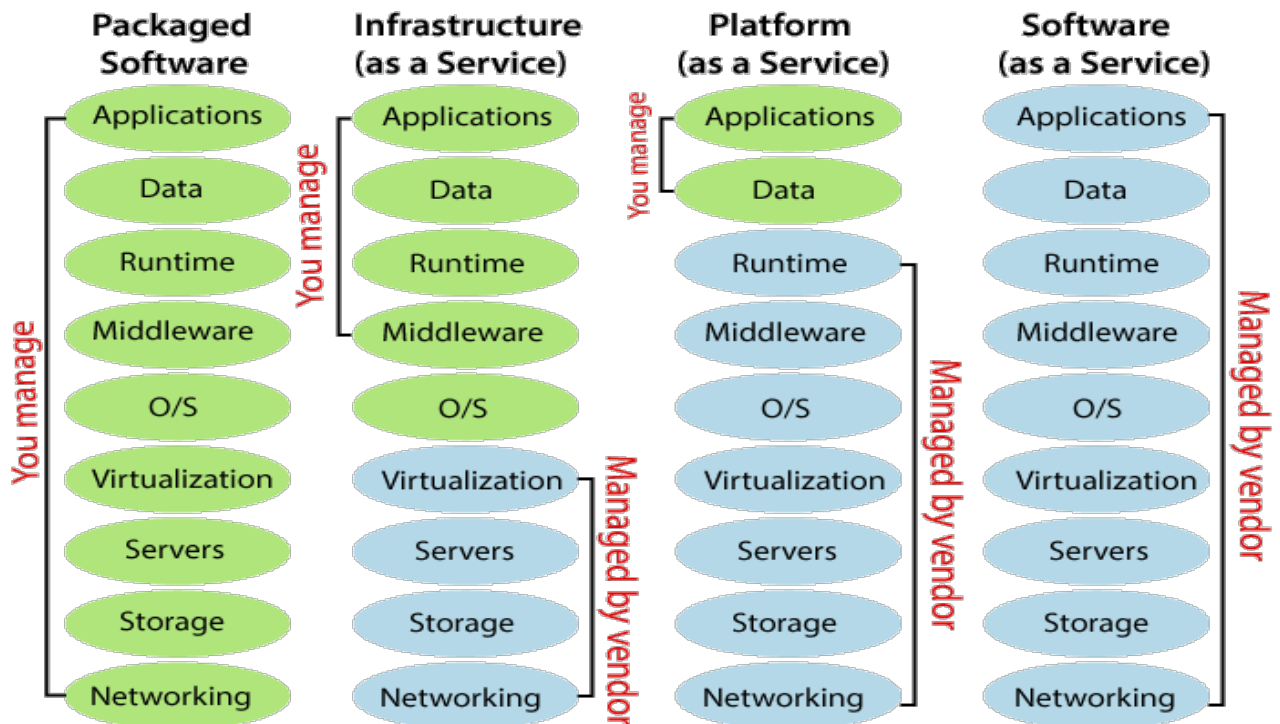 Packaged
Software
You manage
Applications
Data
Runtime
Middleware
O/S
Virtualization
Servers
Storage
Networking
Infrastructure
(as a Service)
You manage
Applications
Data
Runtime
Middleware
O/S
Virtualization
Servers
Storage
Networking
Managed by vendor
Platform
(as a Service)
You manage
Applications
Data
Runtime
Middleware
O/S
Virtualization
Servers
Storage
Networking
Managed by vendor
Software
(as a Service)
Applications
Data
Runtime
Middleware
O/S
Virtualization
Servers
Storage
Networking
Managed by vendor